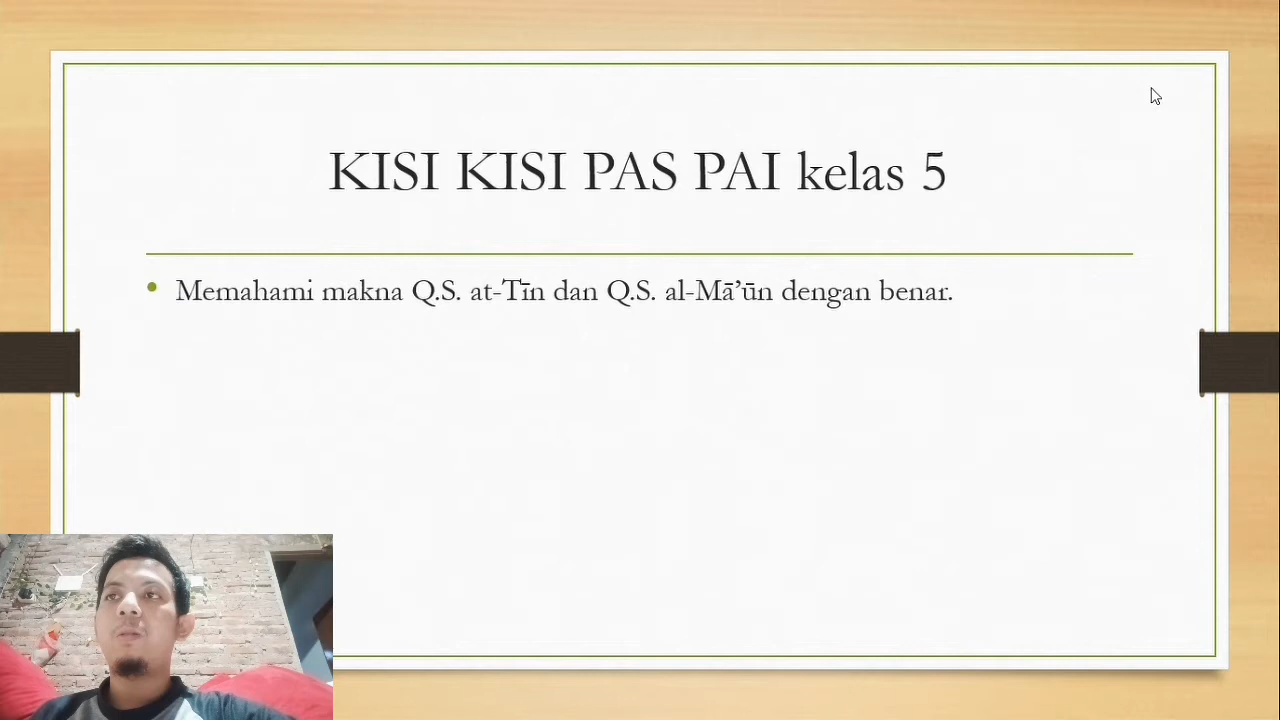 KISI KISI PAS PAI kelas 5
• Memahami makna Q.S. at-Tīn dan Q.S. al-Mā’ūn dengan benar.